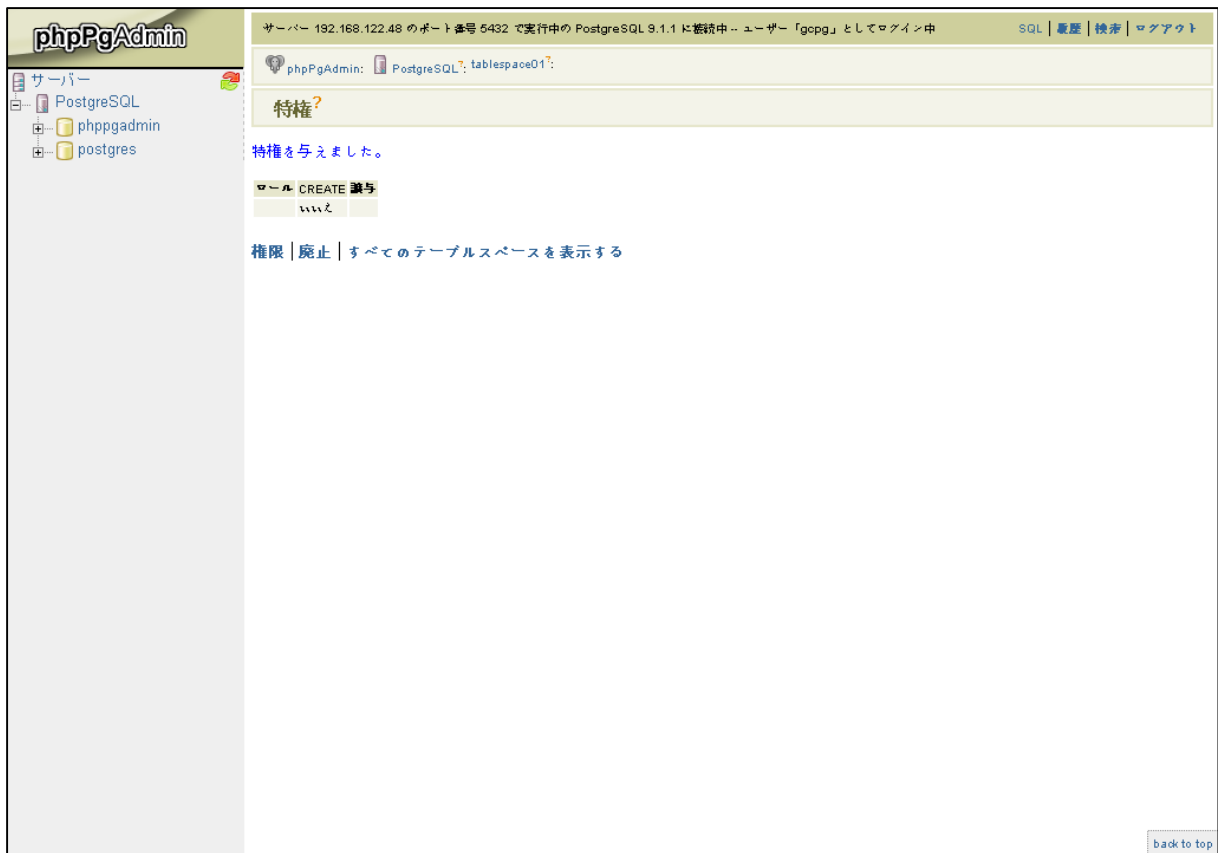 phpPgAdmin
サーバー
PostgreSQL
phppgadmin
postgres
サーバー 192.168.122.48 のポート番号 5432 で実行中の PostgreSQL 9.1.1 に接続中 -- ユーザー「gopg」としてログイン中
SQL | 履歴 | 検索 | ログアウト
phpPgAdmin: PostgreSQL?: tablespace01?:
特権?
特権を与えました。
ロール CREATE 譲与
いいえ
権限 | 廃止 | すべてのテーブルスペースを表示する
back to top